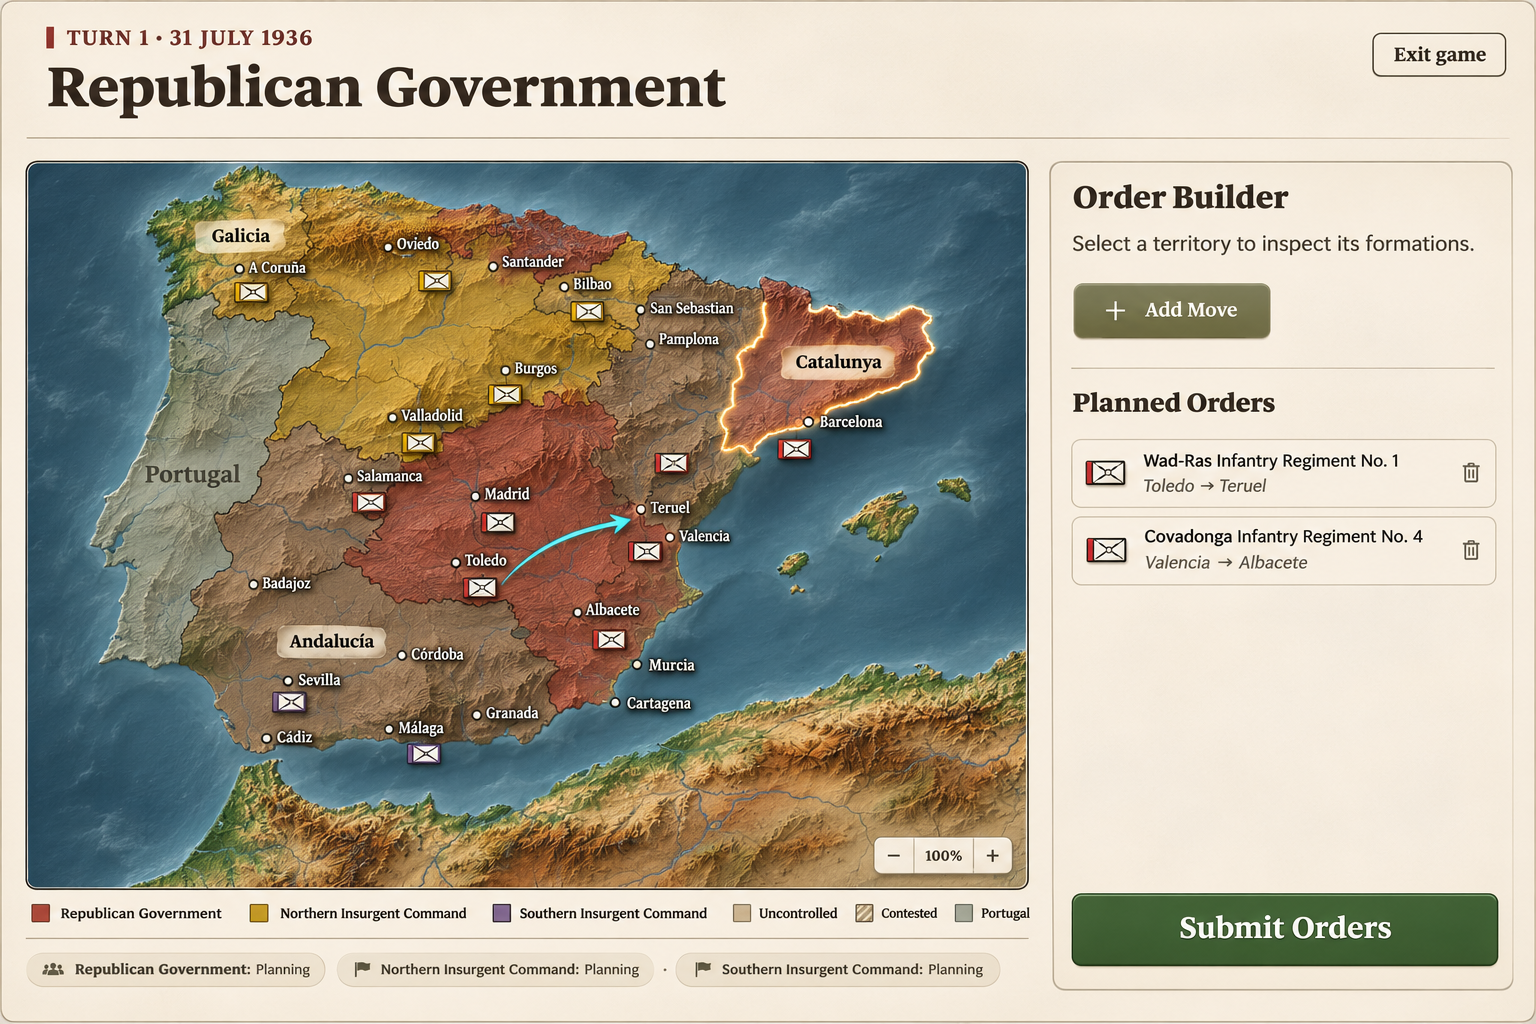 TURN 1 • 31 JULY 1936
Republican Government
Exit game
Galicia
A Coruña
Oviedo
Santander
Bilbao
San Sebastian
Pamplona
Burgos
Valladolid
Catalunya
Barcelona
Portugal
Salamanca
Madrid
Teruel
Valencia
Toledo
Badajoz
Albacete
Andalucía
Córdoba
Murcia
Sevilla
Cartagena
Granada
Málaga
Cádiz
− 100% +
Republican Government
Northern Insurgent Command
Southern Insurgent Command
Uncontrolled
Contested
Portugal
Republican Government: Planning
Northern Insurgent Command: Planning
·
Southern Insurgent Command: Planning
Order Builder
Select a territory to inspect its formations.
+ Add Move
Planned Orders
Wad-Ras Infantry Regiment No. 1
Toledo → Teruel
Covadonga Infantry Regiment No. 4
Valencia → Albacete
Submit Orders